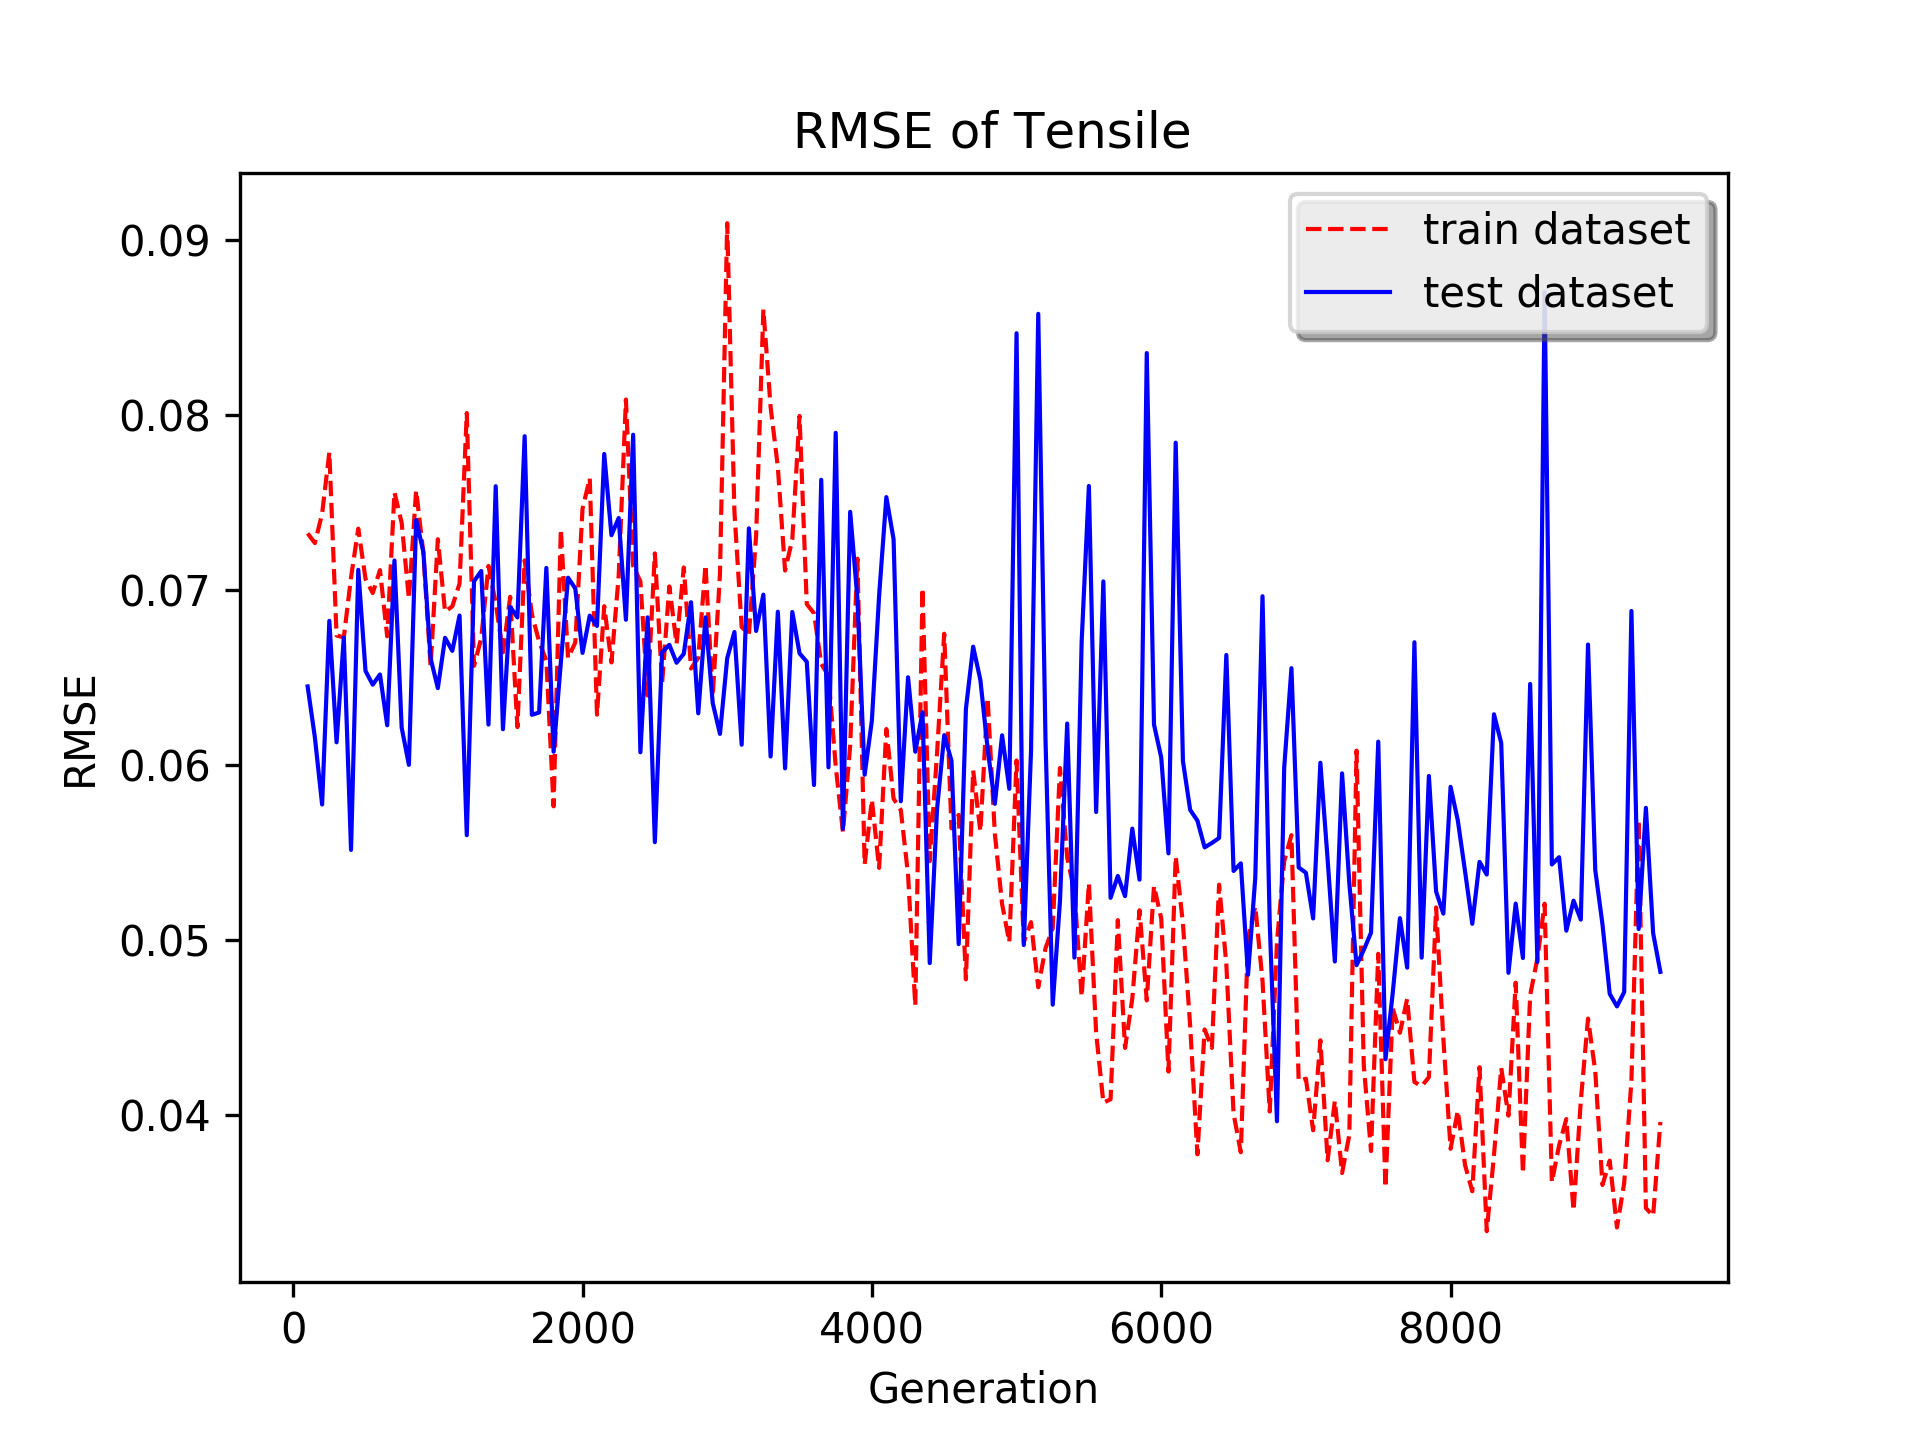 RMSE of Tensile
train dataset
test dataset
0.09
0.08
0.07
0.06
0.05
0.04
RMSE
0 2000 4000 6000 8000
Generation